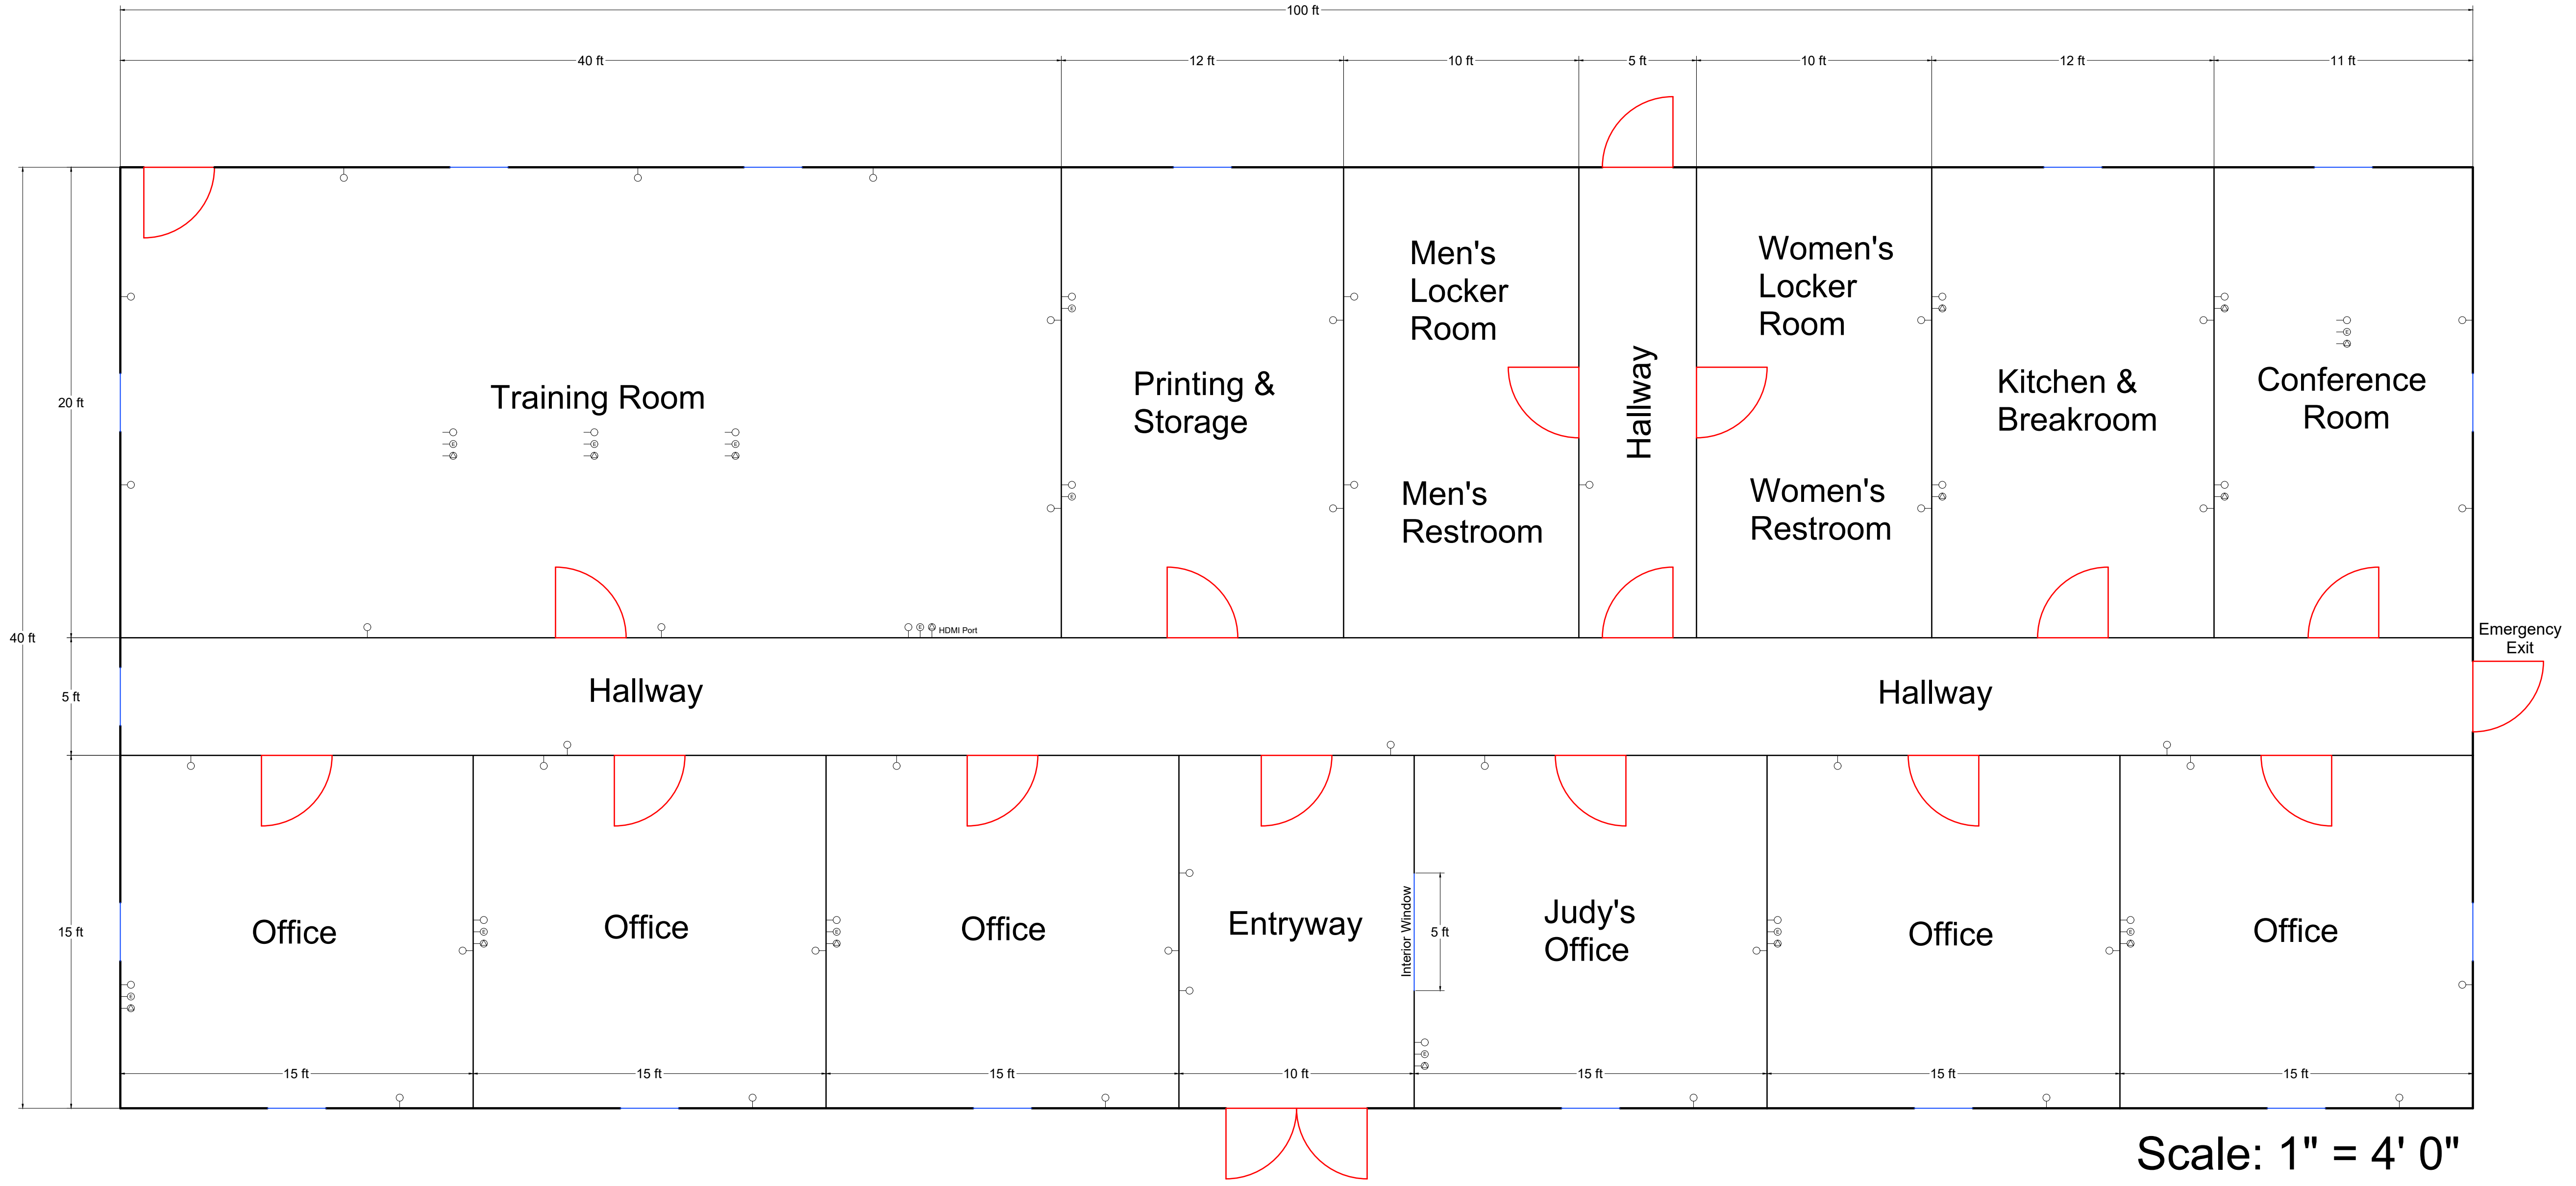 100 ft
40 ft
12 ft
10 ft
5 ft
10 ft
12 ft
11 ft
Men's
Locker
Room
Women's
Locker
Room
Hallway
Training Room
Printing &
Storage
Kitchen &
Breakroom
Conference
Room
20 ft
Men's
Restroom
Women's
Restroom
E
E
E
E
E
E
E
HDMI Port
40 ft
Emergency
Exit
5 ft
Hallway
Hallway
15 ft
Office
Office
Office
Entryway
Interior Window
5 ft
Judy's
Office
Office
Office
E
E
E
E
E
E
15 ft
15 ft
15 ft
10 ft
15 ft
15 ft
15 ft
Scale: 1" = 4' 0"